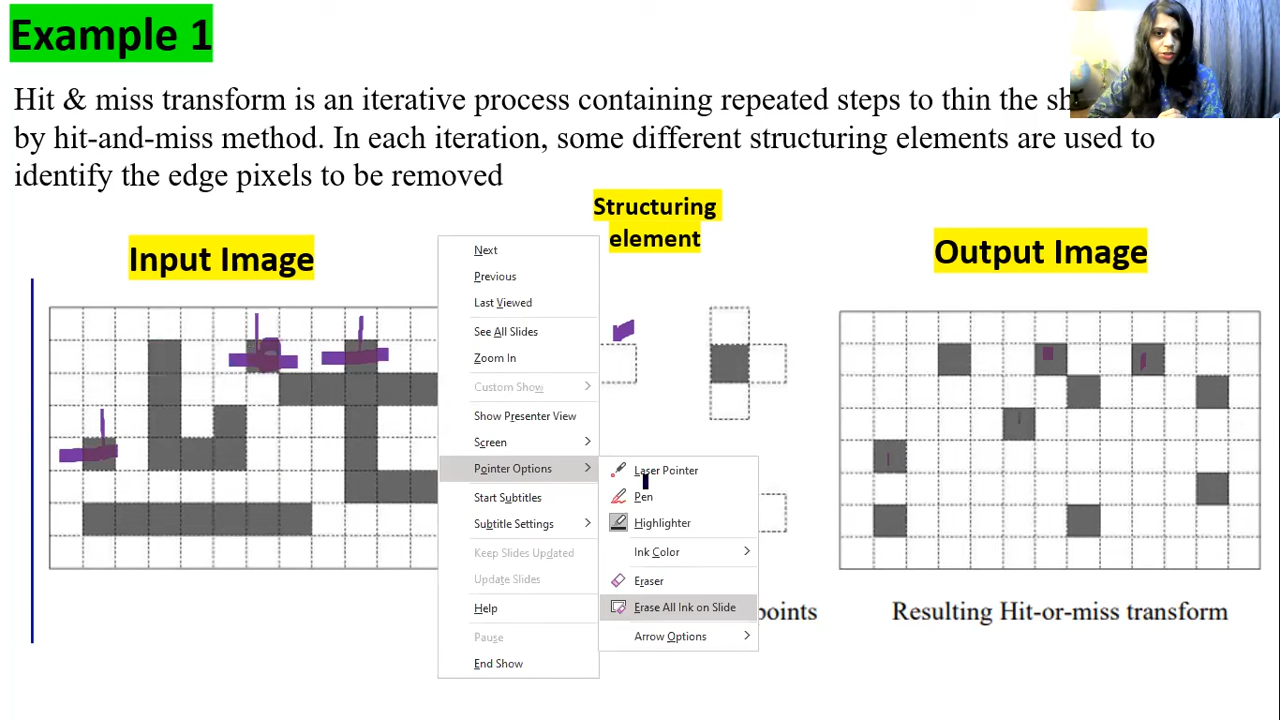 Example 1
Hit & miss transform is an iterative process containing repeated steps to thin the
by hit-and-miss method. In each iteration, some different structuring elements are used to
identify the edge pixels to be removed
Structuring
element
Input Image
Output Image
Next
Previous
Last Viewed
See All Slides
Zoom In
Custom Show
Show Presenter View
Screen
Pointer Options
Start Subtitles
Subtitle Settings
Keep Slides Updated
Update Slides
Help
Pause
End Show
Laser Pointer
Pen
Highlighter
Ink Color
Eraser
Erase All Ink on Slide
Arrow Options
points
Resulting Hit-or-miss transform